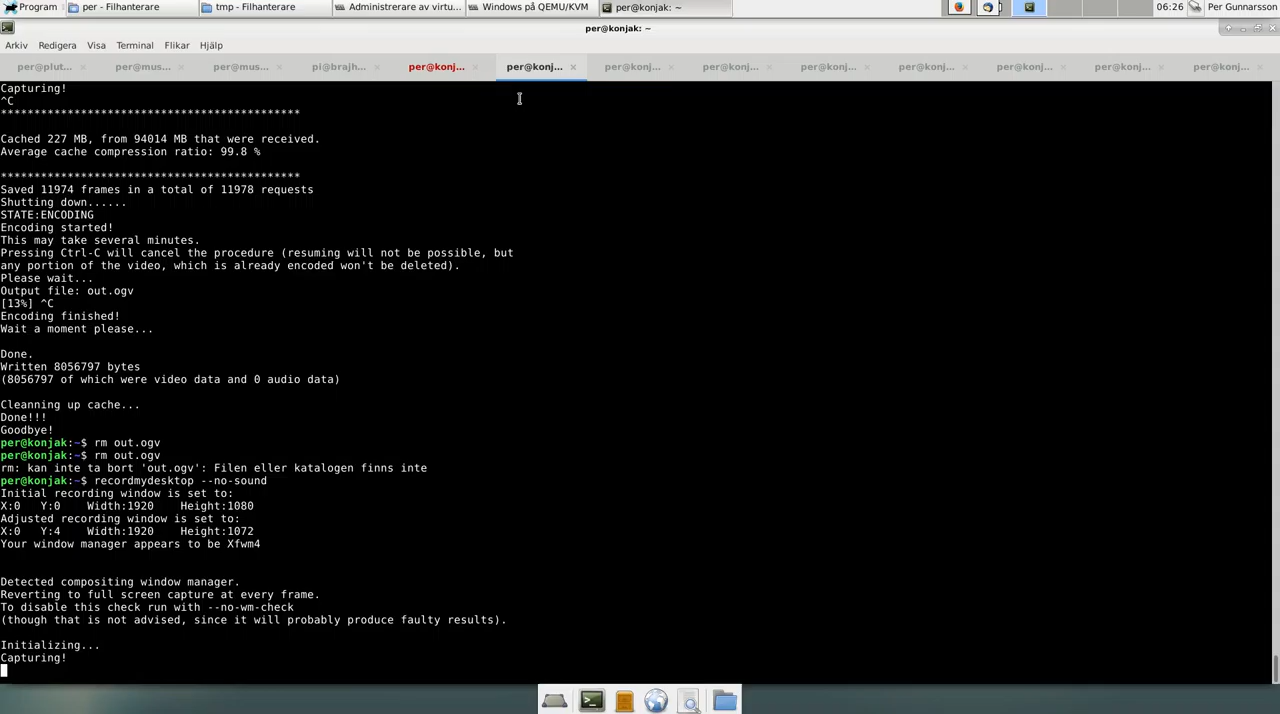 Program
per - Filhanterare
tmp - Filhanterare
Administrerare av virtu...
Windows på QEMU/KVM
per@konjak: ~
06:26
Per Gunnarsson
per@konjak: ~
Arkiv Redigera Visa Terminal Flikar Hjälp
per@plut... per@mus... per@mus... pi@brajh... per@konj... per@konj... per@konj... per@konj... per@konj... per@konj... per@konj... per@konj... per@konj...
Capturing!
^C
********************************************
Cached 227 MB, from 94014 MB that were received.
Average cache compression ratio: 99.8 %
********************************************
Saved 11974 frames in a total of 11978 requests
Shutting down......
STATE:ENCODING
Encoding started!
This may take several minutes.
Pressing Ctrl-C will cancel the procedure (resuming will not be possible, but
any portion of the video, which is already encoded won't be deleted).
Please wait...
Output file: out.ogv
[13%] ^C
Encoding finished!
Wait a moment please...
Done.
Written 8056797 bytes
(8056797 of which were video data and 0 audio data)
Cleanning up cache...
Done!!!
Goodbye!
per@konjak:~$ rm out.ogv
per@konjak:~$ rm out.ogv
rm: kan inte ta bort 'out.ogv': Filen eller katalogen finns inte
per@konjak:~$ recordmydesktop --no-sound
Initial recording window is set to:
X:0 Y:0 Width:1920 Height:1080
Adjusted recording window is set to:
X:0 Y:4 Width:1920 Height:1072
Your window manager appears to be Xfwm4
Detected compositing window manager.
Reverting to full screen capture at every frame.
To disable this check run with --no-wm-check
(though that is not advised, since it will probably produce faulty results).
Initializing...
Capturing!